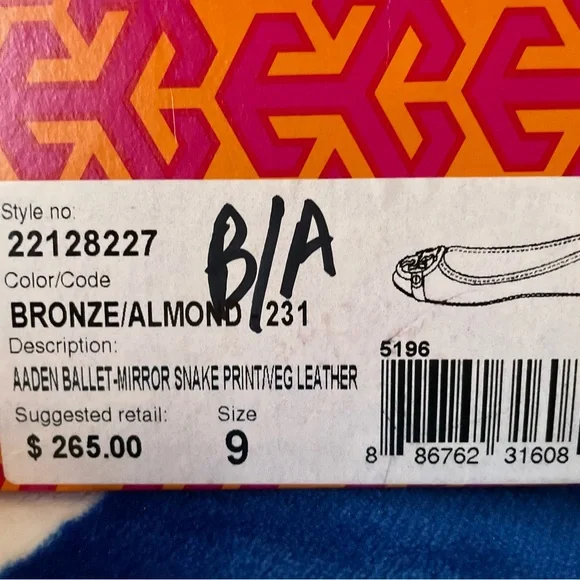 Style no:
22128227
B/A
Color/Code
BRONZE/ALMOND - 231
Description:
AADEN BALLET-MIRROR SNAKE PRINT/VEG LEATHER
5196
Suggested retail: Size
$ 265.00 9
8 86762 31608